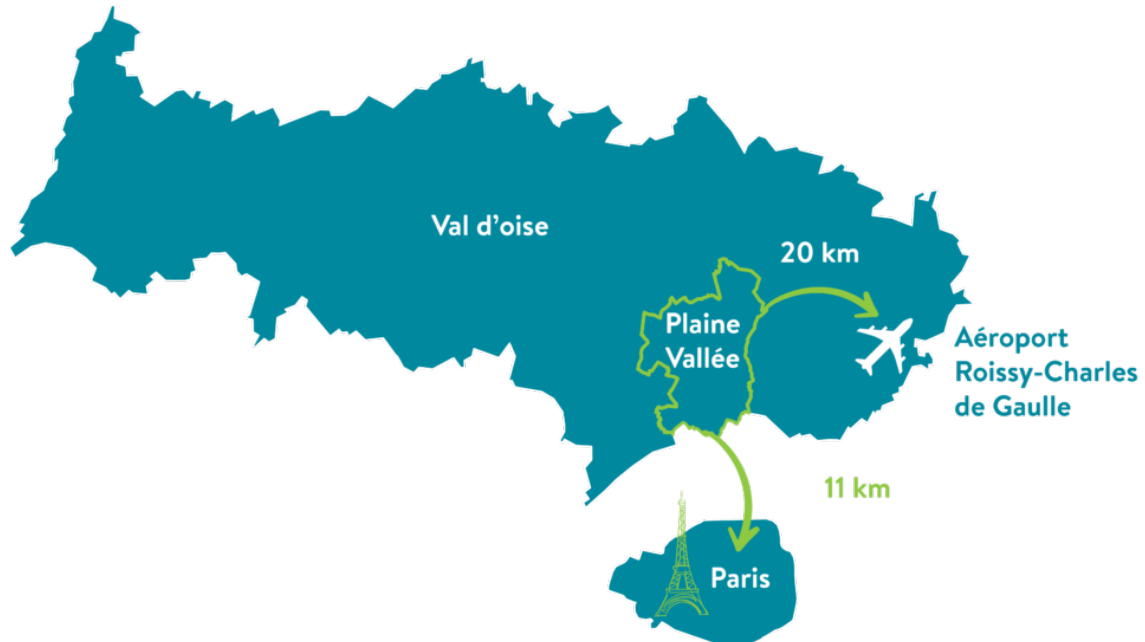 Val d'oise
20 km
Plaine
Vallée
Aéroport
Roissy-Charles
de Gaulle
11 km
Paris